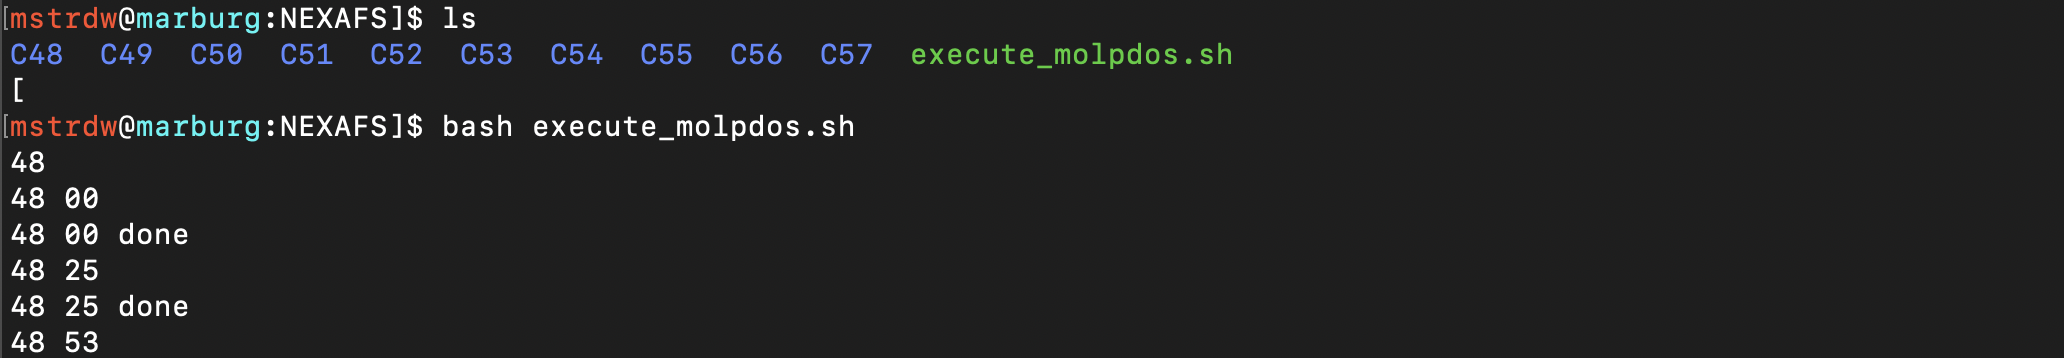 [mstrdw@marburg:NEXAFS]$ ls
C48  C49  C50  C51  C52  C53  C54  C55  C56  C57  execute_molpdos.sh
[
[mstrdw@marburg:NEXAFS]$ bash execute_molpdos.sh
48
48 00
48 00 done
48 25
48 25 done
48 53